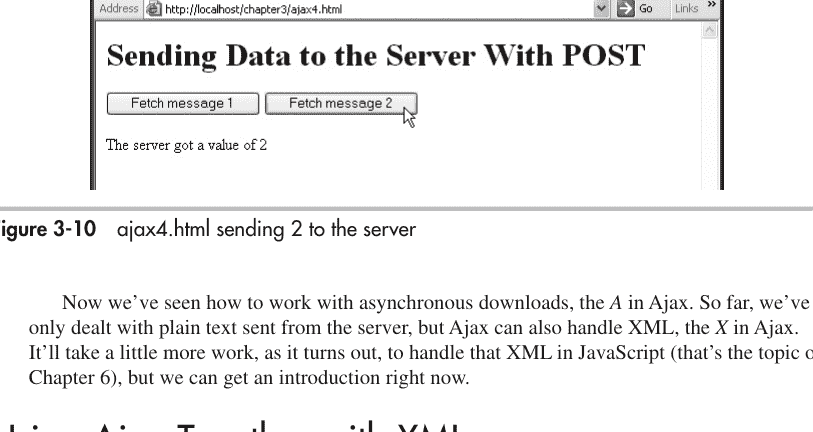 Address http://localhost/chapter3/ajax4.html Go Links »
Sending Data to the Server With POST
Fetch message 1 Fetch message 2
The server got a value of 2
igure 3-10 ajax4.html sending 2 to the server
Now we've seen how to work with asynchronous downloads, the A in Ajax. So far, we've
only dealt with plain text sent from the server, but Ajax can also handle XML, the X in Ajax.
It'll take a little more work, as it turns out, to handle that XML in JavaScript (that's the topic o
Chapter 6), but we can get an introduction right now.